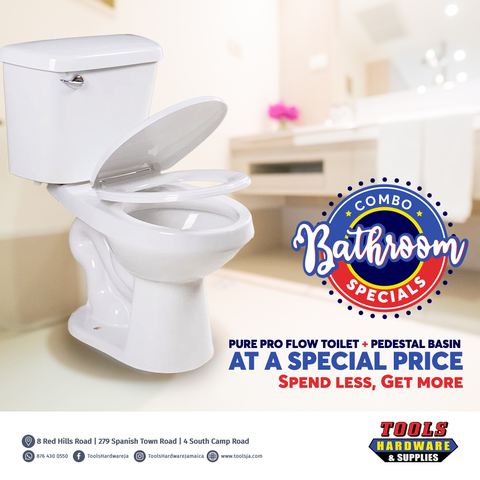 COMBO
Bathroom
SPECIALS
PURE PRO FLOW TOILET + PEDESTAL BASIN
AT A SPECIAL PRICE
SPEND LESS, GET MORE
8 Red Hills Road | 279 Spanish Town Road | 4 South Camp Road
876 430 0550 | ToolsHardwareJa | ToolsHardwareJamaica | www.toolsja.com
TOOLS
HARDWARE
& SUPPLIES